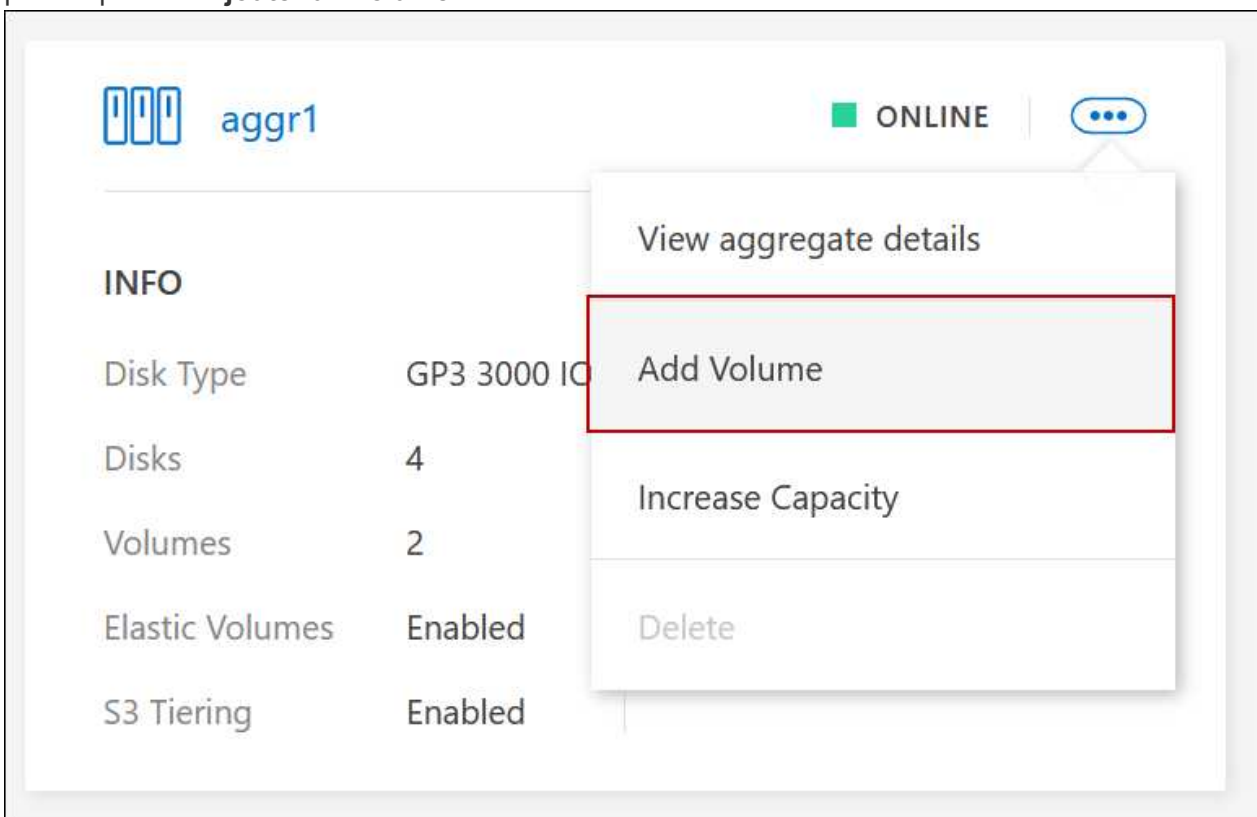 aggr1
ONLINE
View aggregate details
INFO
Disk Type
GP3 3000
Add Volume
Disks
4
Increase Capacity
Volumes
2
Elastic Volumes
Enabled
Delete
S3 Tiering
Enabled